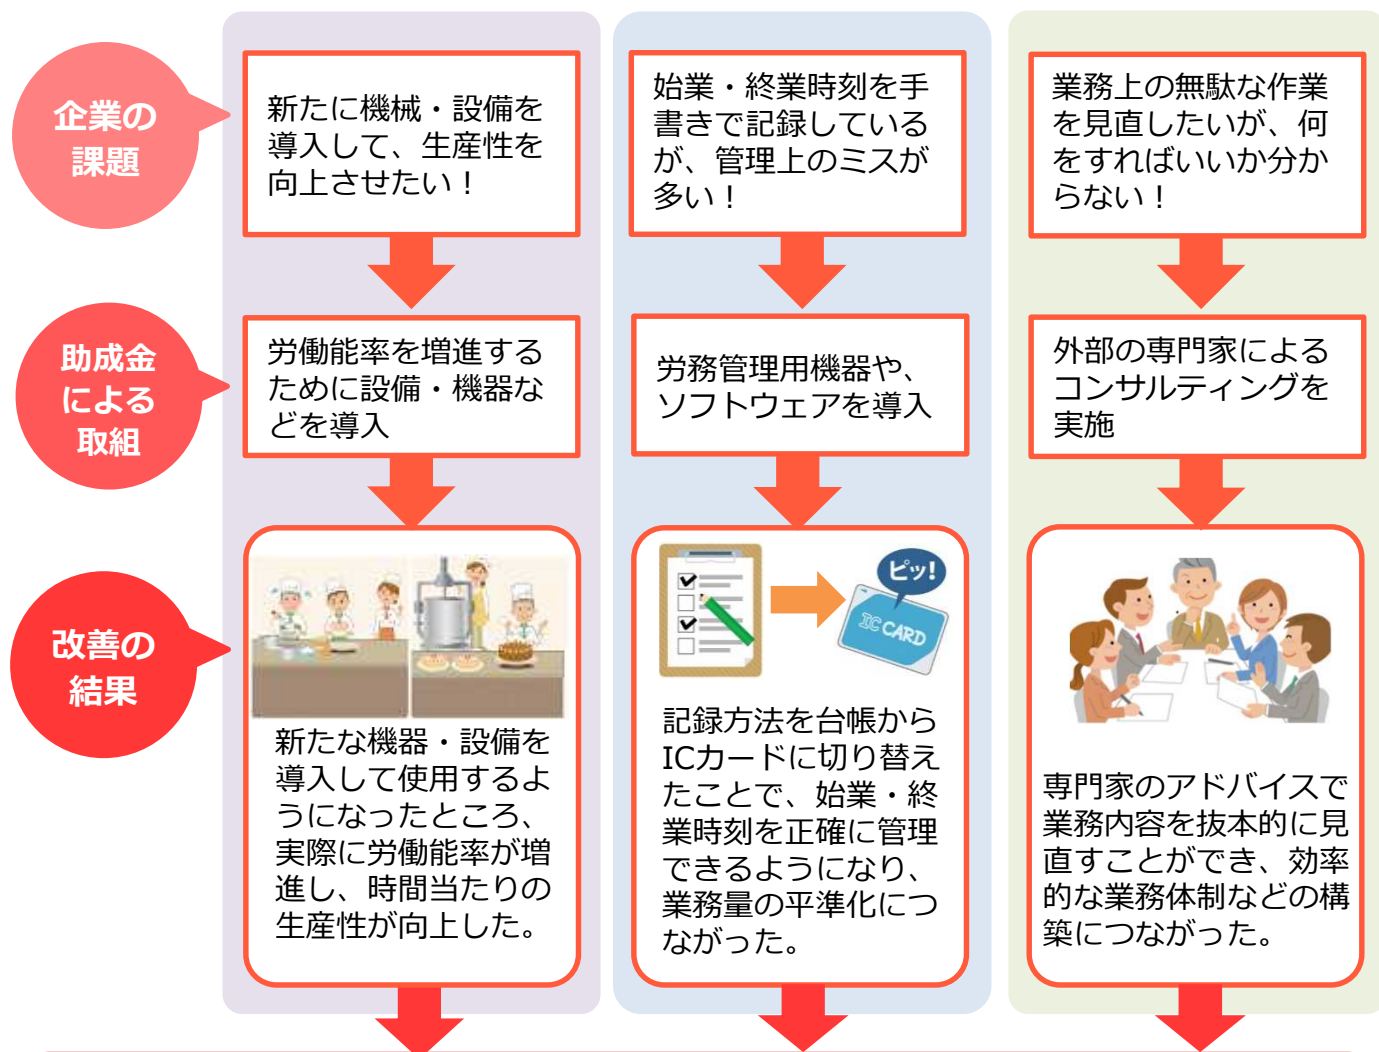 企業の
課題
新たに機械・設備を
導入して、生産性を
向上させたい！
始業・終業時刻を手
書きで記録している
が、管理上のミスが
多い！
業務上の無駄な作業
を見直したいが、何
をすればいいか分か
らない！
助成金
による
取組
労働能率を増進する
ために設備・機器な
どを導入
労務管理用機器や、
ソフトウェアを導入
外部の専門家による
コンサルティングを
実施
改善の
結果
新たな機器・設備を
導入して使用するよ
うになったところ、
実際に労働能率が増
進し、時間当たりの
生産性が向上した。
ピッ!
IC CARD
記録方法を台帳から
ICカードに切り替え
たことで、始業・終
業時刻を正確に管理
できるようになり、
業務量の平準化につ
ながった。
専門家のアドバイスで
業務内容を抜本的に見
直すことができ、効率
的な業務体制などの構
築につながった。